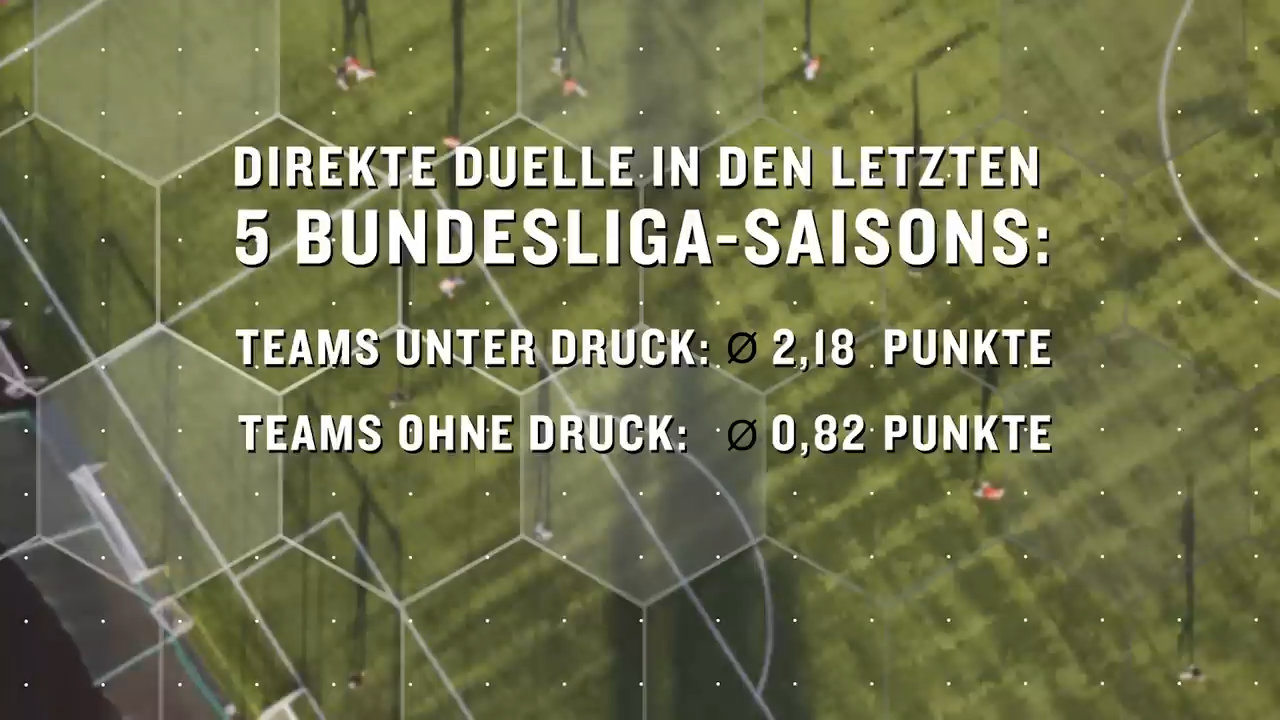 DIREKTE DUELLE IN DEN LETZTEN
5 BUNDESLIGA-SAISONS:
TEAMS UNTER DRUCK: Ø 2,18 PUNKTE
TEAMS OHNE DRUCK: Ø 0,82 PUNKTE